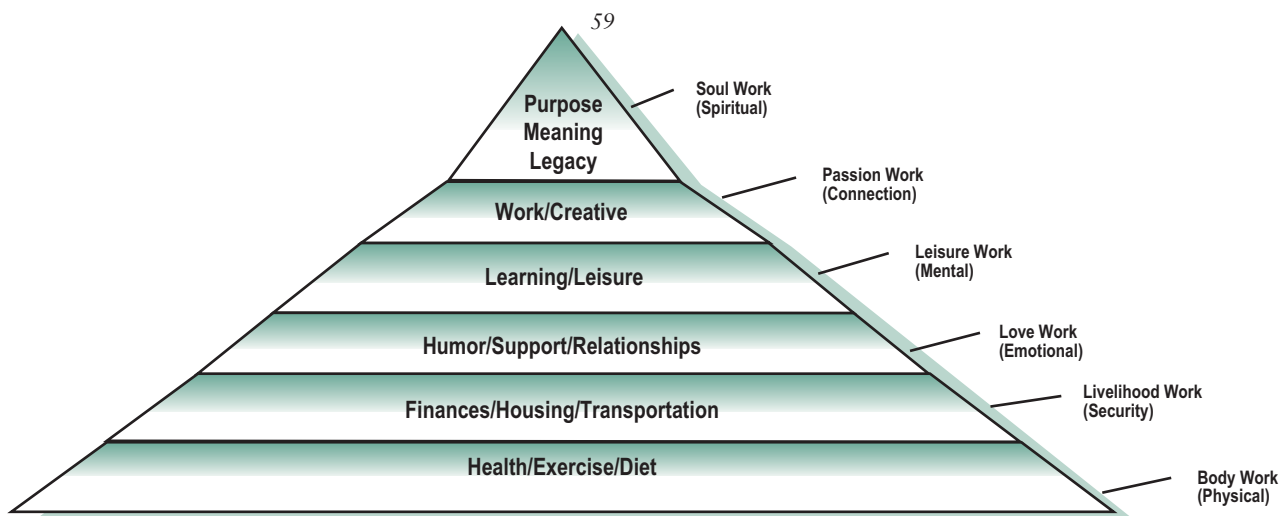 59
Purpose
Meaning
Legacy
Soul Work
(Spiritual)
Work/Creative
Passion Work
(Connection)
Learning/Leisure
Leisure Work
(Mental)
Humor/Support/Relationships
Love Work
(Emotional)
Finances/Housing/Transportation
Livelihood Work
(Security)
Health/Exercise/Diet
Body Work
(Physical)